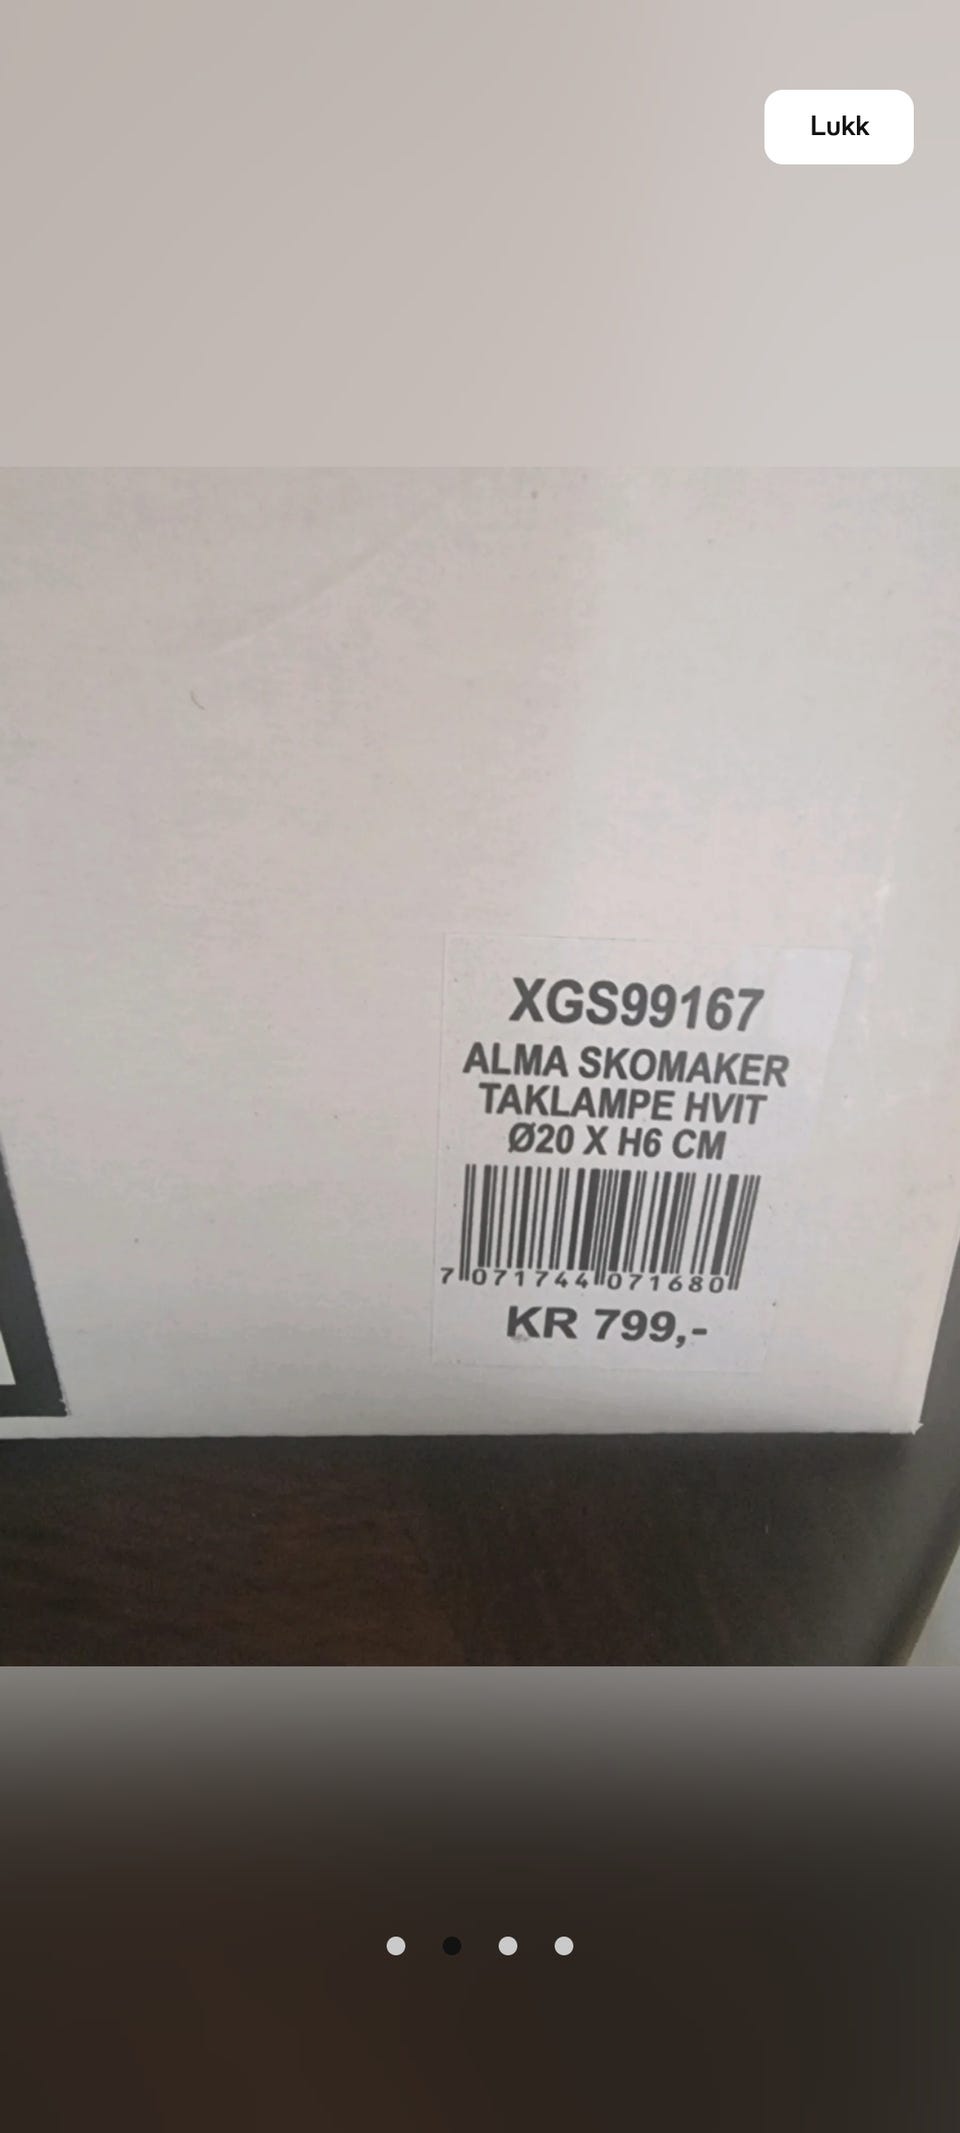 Lukk
XGS99167
ALMA SKOMAKER
TAKLAMPE HVIT
Ø20 X H6 CM
7 071744 071680
KR 799,-